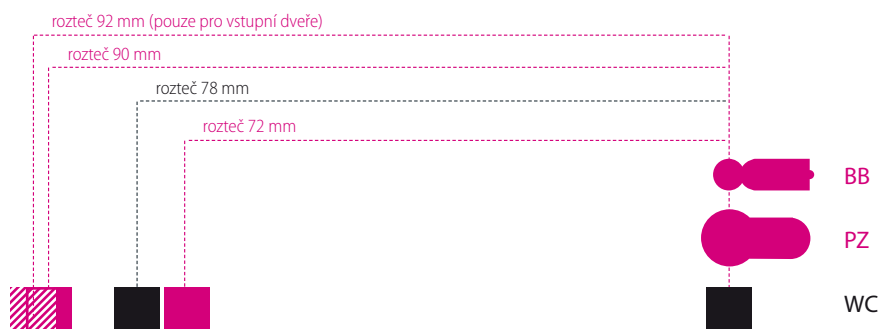 rozteč 92 mm (pouze pro vstupní dveře)
rozteč 90 mm
rozteč 78 mm
rozteč 72 mm
BB
PZ
WC